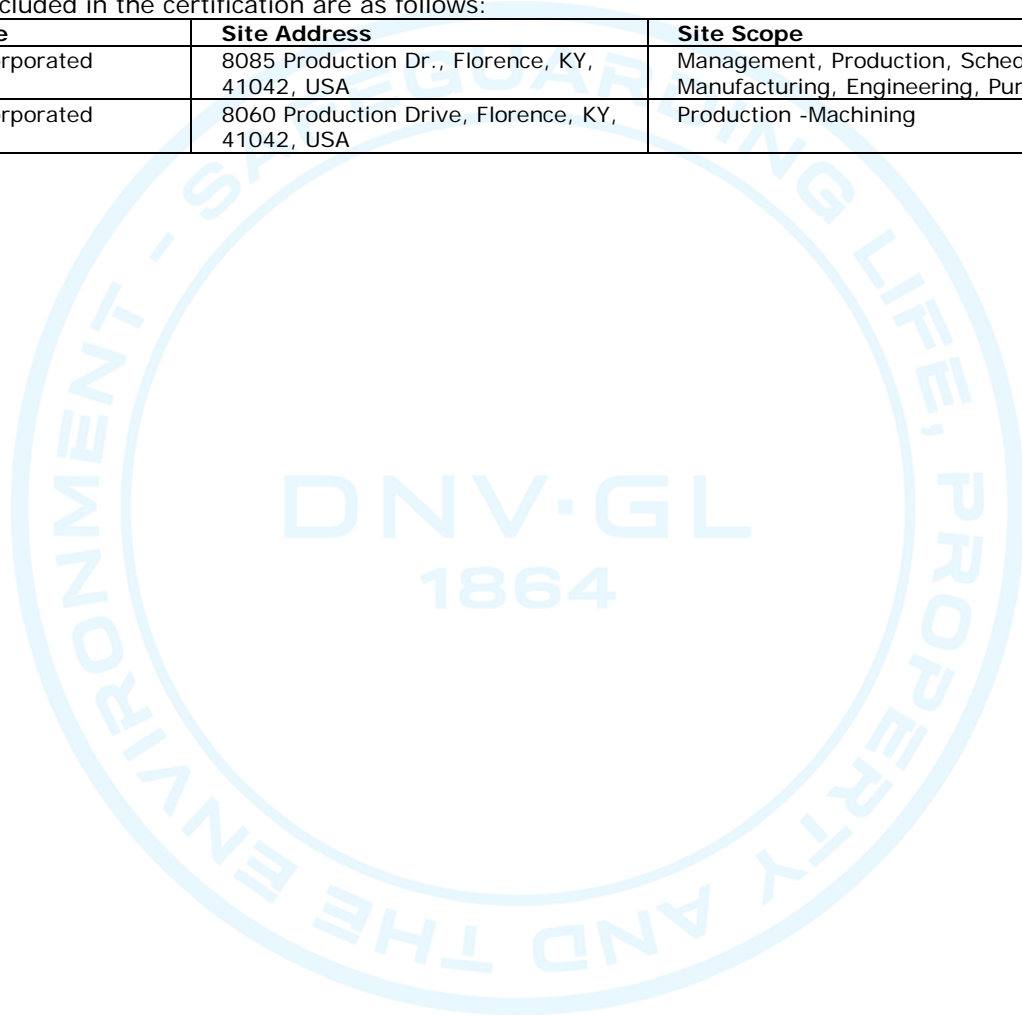 cluded in the certification are as follows:
e Site Address Site Scope
rporated 8085 Production Dr., Florence, KY, Management, Production, Sched
41042, USA Manufacturing, Engineering, Pur
rporated 8060 Production Drive, Florence, KY, Production -Machining
41042, USA
SAFEGUARDING LIFE, PROPERTY AND THE ENVIRONMENT -
DNV·GL
1864